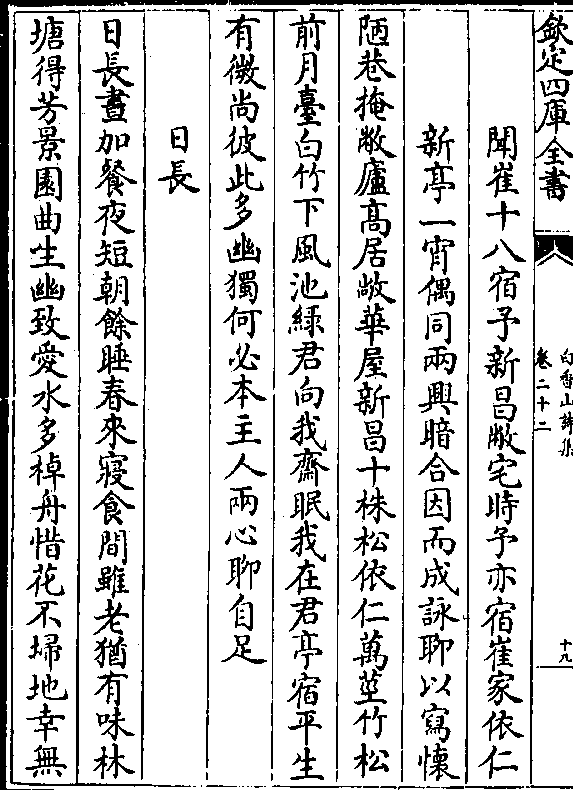 欽定四庫全書
白香山詩集
卷二十二
十九
聞崔十八宿予新昌敝宅時予亦宿崔家依仁
新亭一宵偶同兩興暗合因而成詠聊以寫懷
陋巷掩敝廬高居敞華屋新昌十株松依仁萬莖竹松
前月臺白竹下風池緑君向我齋眠我在君亭宿平生
有微尚彼此多幽獨何必本主人兩心聊自足
日長
日長晝加餐夜短朝餘睡春來寢食間雖老猶有味林
塘得芳景園曲生幽致愛水多棹舟惜花不埽地幸無